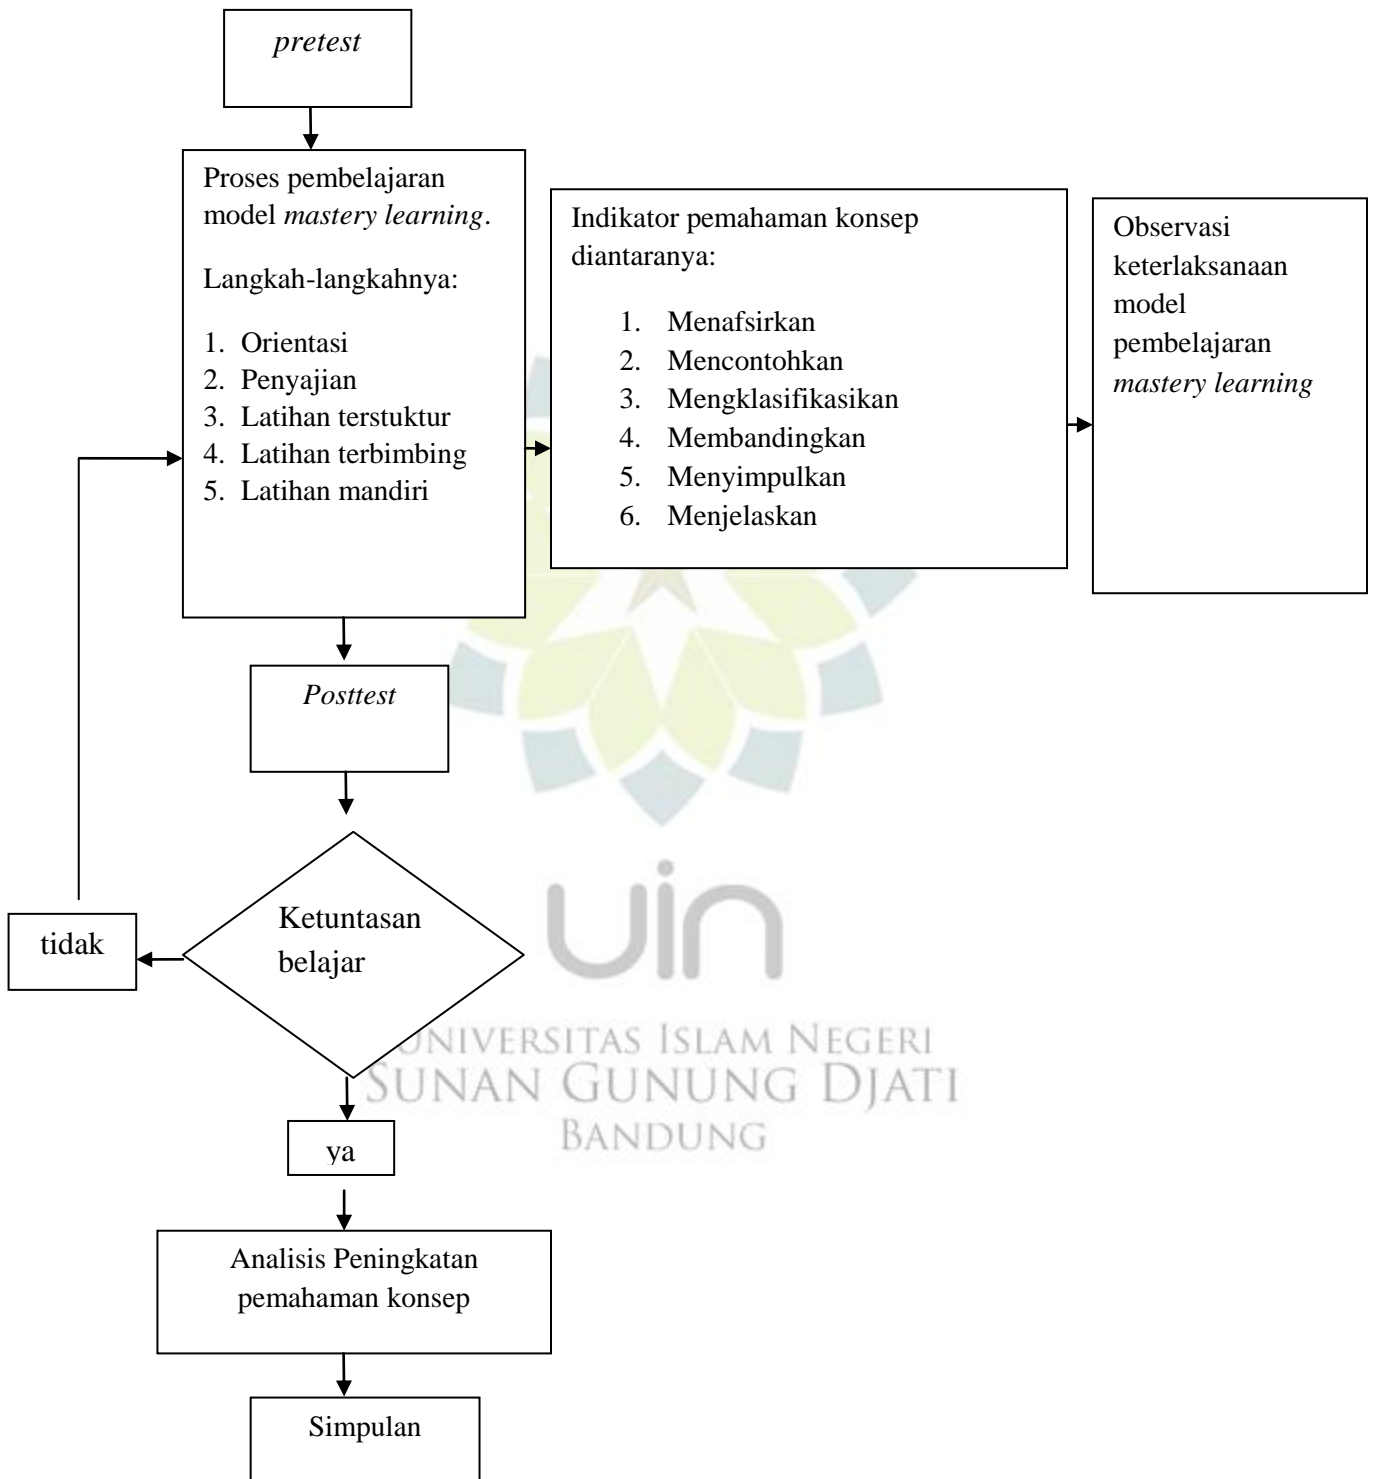 pretest
Proses pembelajaran
model mastery learning.
Langkah-langkahnya:
1. Orientasi
2. Penyajian
3. Latihan terstuktur
4. Latihan terbimbing
5. Latihan mandiri
Indikator pemahaman konsep
diantaranya:
1. Menafsirkan
2. Mencontohkan
3. Mengklasifikasikan
4. Membandingkan
5. Menyimpulkan
6. Menjelaskan
Observasi
keterlaksanaan
model
pembelajaran
mastery learning
Posttest
Ketuntasan
belajar
tidak
uin
UNIVERSITAS ISLAM NEGERI
SUNAN GUNUNG DJATI
BANDUNG
ya
Analisis Peningkatan
pemahaman konsep
Simpulan